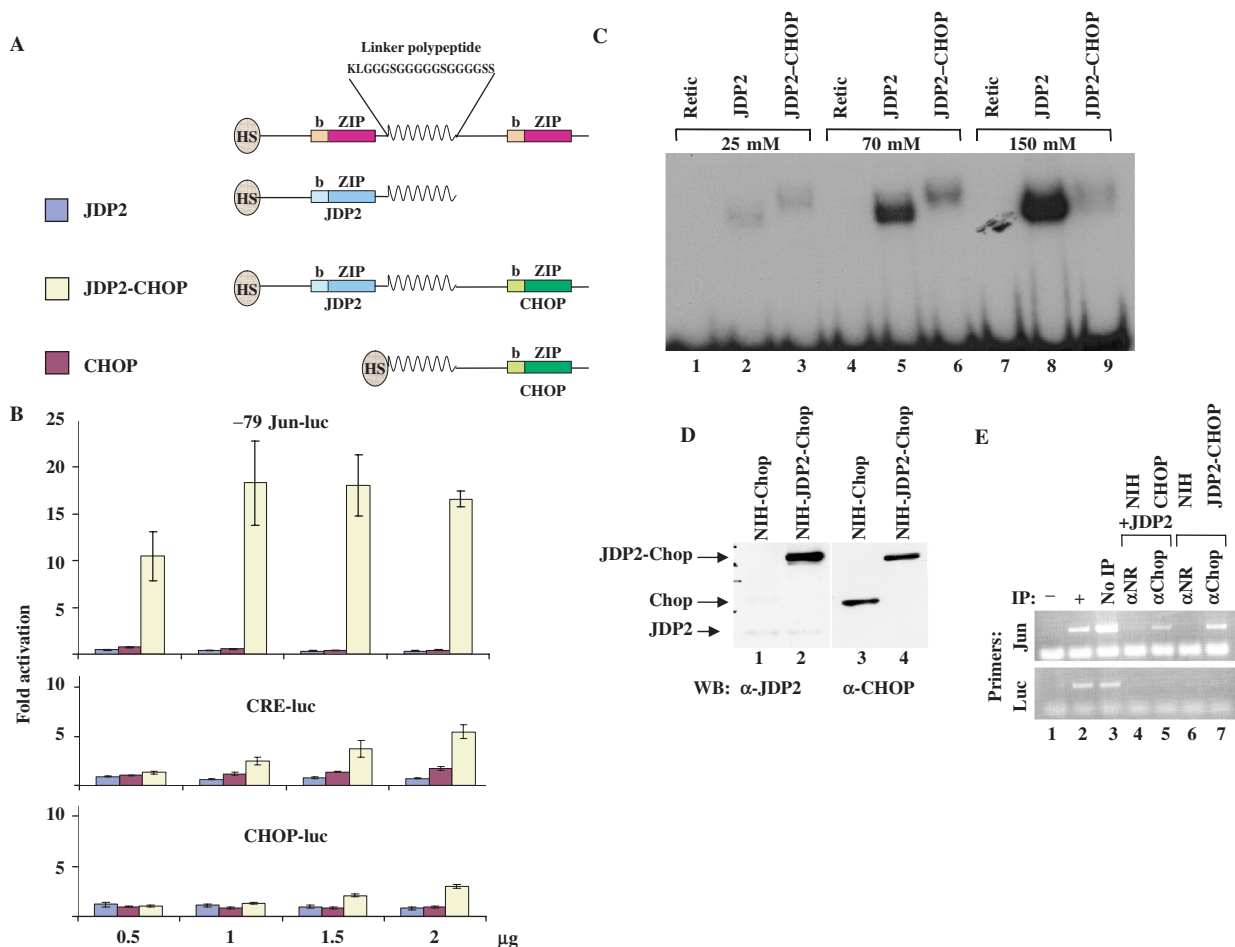 A
Linker polypeptide
KLGGGSGGGGGSGGGGSS
HS
b ZIP
b ZIP
HS
b ZIP
JDP2
JDP2
HS
b ZIP
JDP2
b ZIP
CHOP
JDP2-CHOP
HS
b ZIP
CHOP
CHOP
B
−79 Jun-luc
25
20
15
10
5
CRE-luc
10
5
CHOP-luc
10
5
Fold activation
0.5 1 1.5 2 μg
C
Retic JDP2 JDP2–CHOP Retic JDP2 JDP2–CHOP Retic JDP2 JDP2–CHOP
25 mM 70 mM 150 mM
1 2 3 4 5 6 7 8 9
D
NIH-Chop NIH-JDP2-Chop NIH-Chop NIH-JDP2-Chop
JDP2-Chop
Chop
JDP2
1 2 3 4
WB: α-JDP2 α-CHOP
E
NIH CHOP NIH JDP2-CHOP
+JDP2
IP: − + No IP αNR αChop αNR αChop
Primers:
Jun
Luc
1 2 3 4 5 6 7